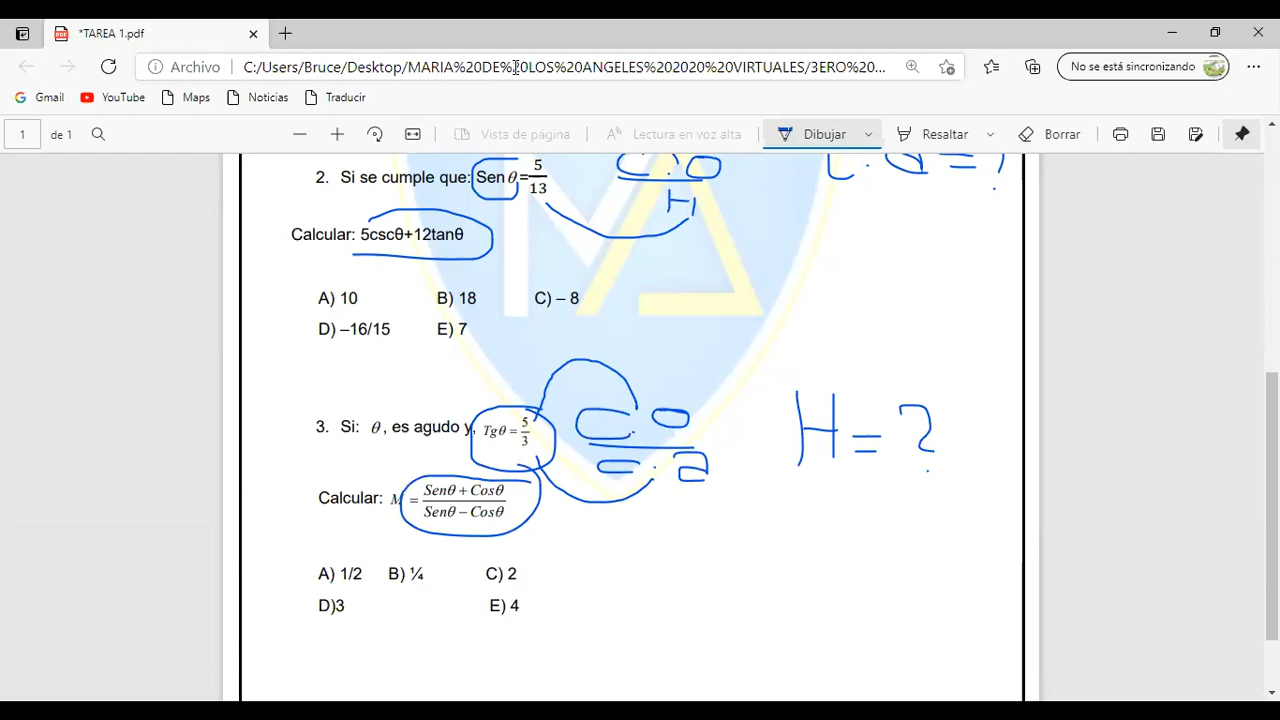 *TAREA 1.pdf
Archivo C:/Users/Bruce/Desktop/MARIA%20DE%20LOS%20ANGELES%202020%20VIRTUALES/3ERO%20... No se está sincronizando
Gmail YouTube Maps Noticias Traducir
1 de 1 Vista de página Lectura en voz alta Dibujar Resaltar Borrar
2. Si se cumple que: Sen θ = 5/13 C.O/H
Calcular: 5cscθ+12tanθ
A) 10 B) 18 C) – 8
D) –16/15 E) 7
3. Si: θ, es agudo y, Tgθ = 5/3 C.O H = ?
Calcular: M = Senθ + Cosθ / Senθ − Cosθ
A) 1/2 B) ¼ C) 2
D)3 E) 4